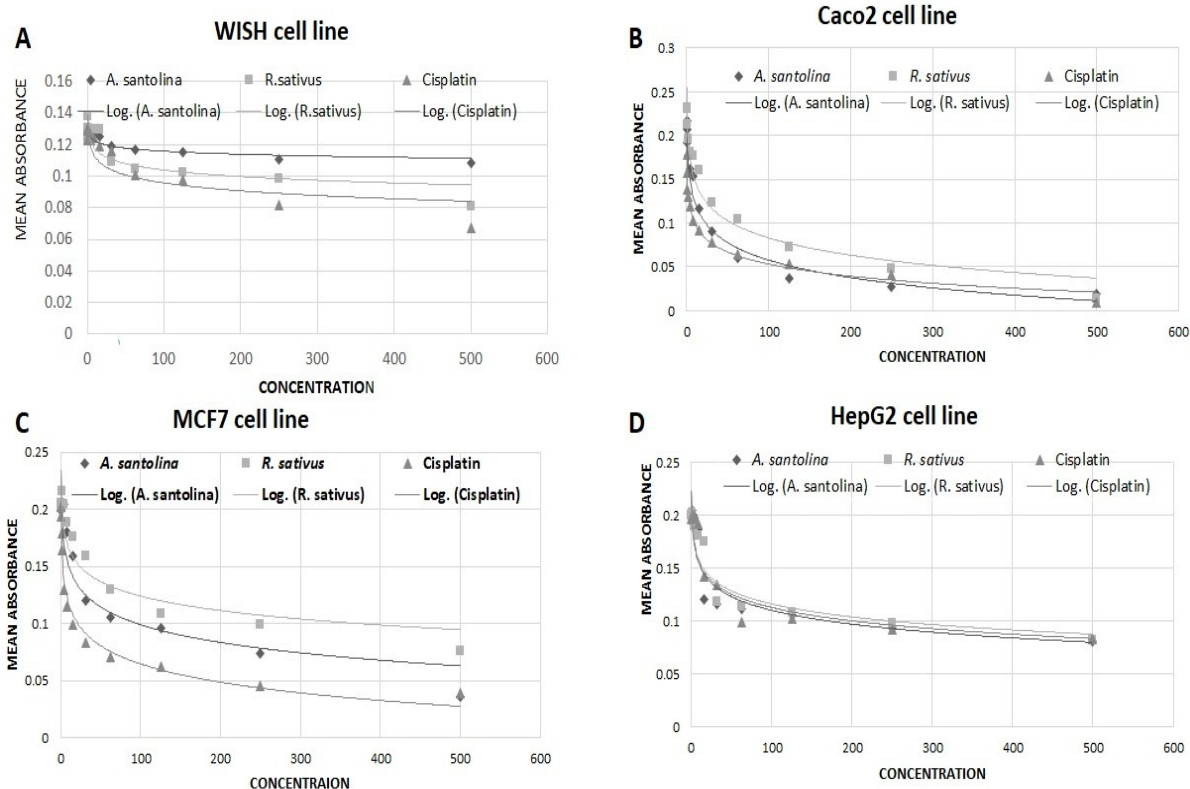 A
WISH cell line
MEAN ABSORBANCE
A. santolina R.sativus Cisplatin
Log. (A. santolina) Log. (R.sativus) Log. (Cisplatin)
0.16
0.14
0.12
0.1
0.08
0.06
0.04
0.02
0
0 100 200 300 400 500 600
CONCENTRATION
B
Caco2 cell line
MEAN ABSORBANCE
A. santolina R. sativus Cisplatin
Log. (A. santolina) Log. (R. sativus) Log. (Cisplatin)
0.3
0.25
0.2
0.15
0.1
0.05
0
0 100 200 300 400 500 600
CONCENTRATION
C
MCF7 cell line
MEAN ABSORBANCE
A. santolina R. sativus Cisplatin
Log. (A. santolina) Log. (R. sativus) Log. (Cisplatin)
0.25
0.2
0.15
0.1
0.05
0
0 100 200 300 400 500 600
CONCENTRAION
D
HepG2 cell line
MEAN ABSORBANCE
A. santolina R. sativus Cisplatin
Log. (A. santolina) Log. (R. sativus) Log. (Cisplatin)
0.25
0.2
0.15
0.1
0.05
0
0 100 200 300 400 500 600
CONCENTRATION